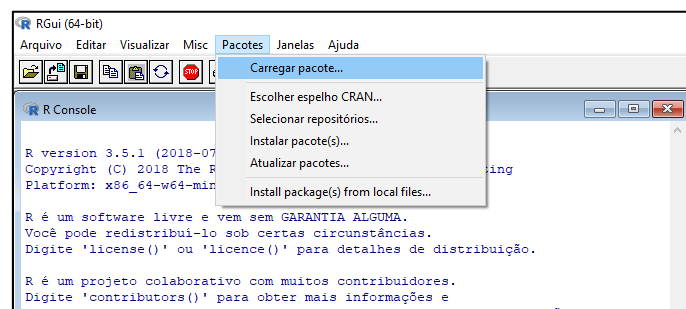 RGui (64-bit)
Arquivo Editar Visualizar Misc Pacotes Janelas Ajuda
STOP
Carregar pacote...
Escolher espelho CRAN...
Selecionar repositórios...
Instalar pacote(s)...
Atualizar pacotes...
Install package(s) from local files...
R Console
R version 3.5.1 (2018-07
Copyright (C) 2018 The R ting
Platform: x86_64-w64-min
R é um software livre e vem sem GARANTIA ALGUMA.
Você pode redistribuí-lo sob certas circunstâncias.
Digite 'license()' ou 'licence()' para detalhes de distribuição.
R é um projeto colaborativo com muitos contribuidores.
Digite 'contributors()' para obter mais informações e